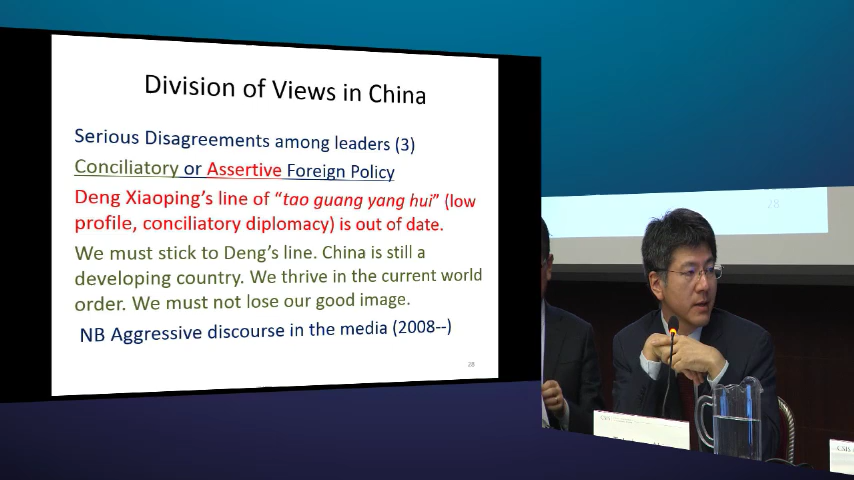 Division of Views in China
Serious Disagreements among leaders (3)
Conciliatory or Assertive Foreign Policy
Deng Xiaoping's line of "tao guang yang hui" (low
profile, conciliatory diplomacy) is out of date.
We must stick to Deng's line. China is still a
developing country. We thrive in the current world
order. We must not lose our good image.
NB Aggressive discourse in the media (2008--)
28
28
CSIS